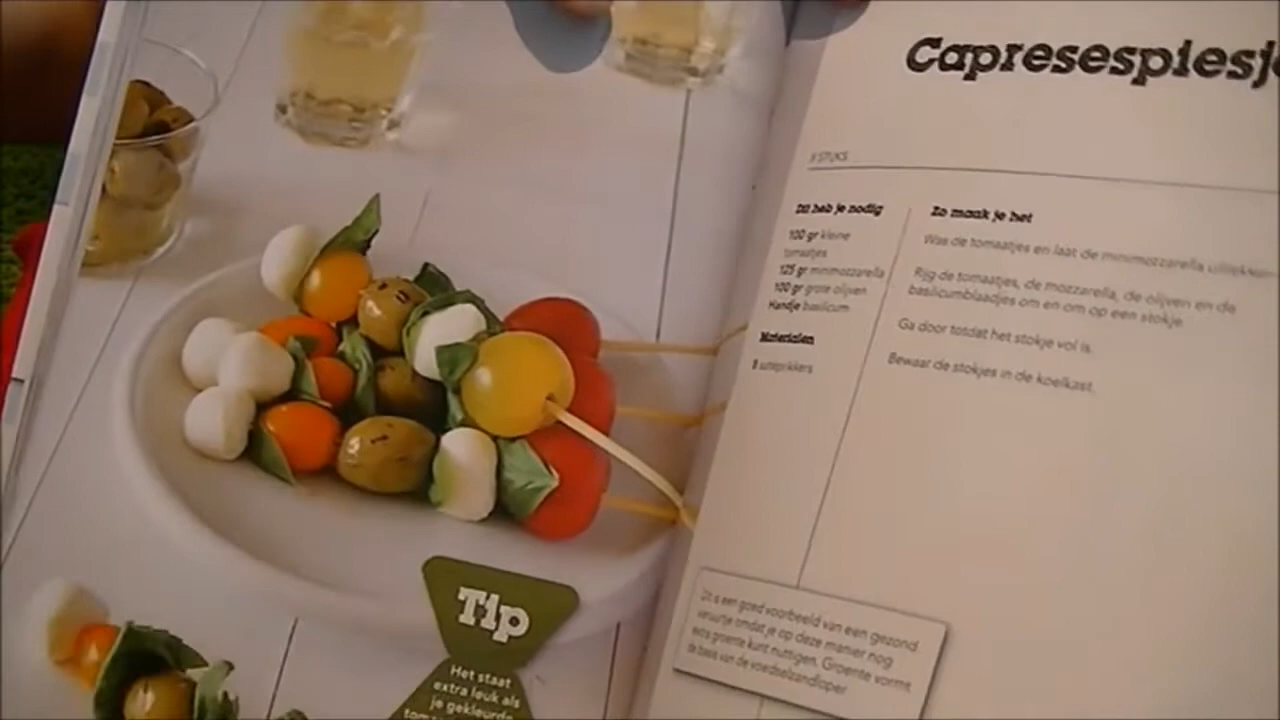 Capresespiesj
8 STUKS
Dit heb je nodig
100 gr kleine
tomaatjes
125 gr minimozzarella
100 gr grote olijven
Handje basilicum
Materialen
8 satéprikkers
Zo maak je het
Was de tomaatjes en laat de minimozzarella uitlekken
Rijg de tomaatjes, de mozzarella, de olijven en de
basilicumblaadjes om en om op een stokje.
Ga door totdat het stokje vol is.
Bewaar de stokjes in de koelkast.
Dit is een goed voorbeeld van een gezond
omdat je op deze manier nog
groente kunt nuttigen. Groente vormt
de basis van de voedselzandloper
Tip
Het staat
extra leuk als
je gekleurde